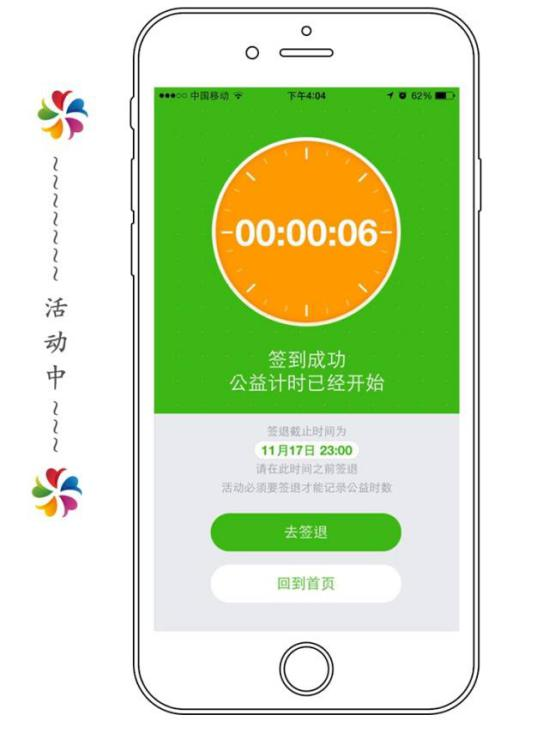 中国移动
下午4:04
62%
00:00:06
签到成功
公益计时已经开始
签退截止时间为
11月17日 23:00
请在此时间之前签退
活动必须要签退才能记录公益时数
去签退
回到首页
活动中